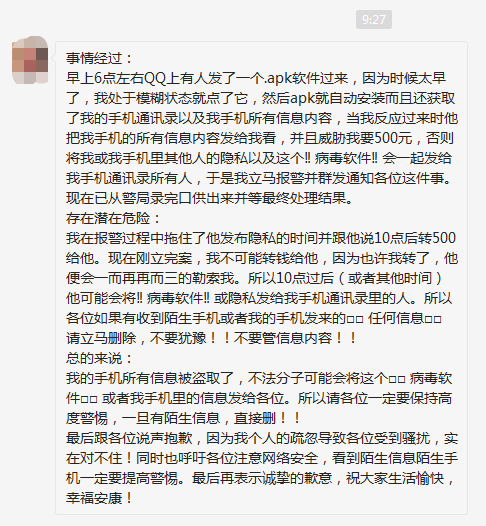 9:27
事情经过：
早上6点左右QQ上有人发了一个.apk软件过来，因为时候太早
了，我处于模糊状态就点了它，然后apk就自动安装而且还获取
了我的手机通讯录以及我手机所有信息内容，当我反应过来时他
把我手机的所有信息内容发给我看，并且威胁我要500元，否则
将我或我手机里其他人的隐私以及这个‼ 病毒软件‼ 会一起发给
我手机通讯录所有人，于是我立马报警并群发通知各位这件事。
现在已从警局录完口供出来并等最终处理结果。
存在潜在危险：
我在报警过程中拖住了他发布隐私的时间并跟他说10点后转500
给他。现在刚立完案，我不可能转钱给他，因为也许我转了，他
便会一而再再而三的勒索我。所以10点过后（或者其他时间）
他可能会将‼ 病毒软件‼ 或隐私发给我手机通讯录里的人。所以
各位如果有收到陌生手机或者我的手机发来的□□ 任何信息□□
请立马删除，不要犹豫！！不要管信息内容！！
总的来说：
我的手机所有信息被盗取了，不法分子可能会将这个□□ 病毒软
件□□ 或者我手机里的信息发给各位。所以请各位一定要保持高
度警惕，一旦有陌生信息，直接删！！
最后跟各位说声抱歉，因为我个人的疏忽导致各位受到骚扰，实
在对不住！同时也呼吁各位注意网络安全，看到陌生信息陌生手
机一定要提高警惕。最后再表示诚挚的歉意，祝大家生活愉快，
幸福安康！